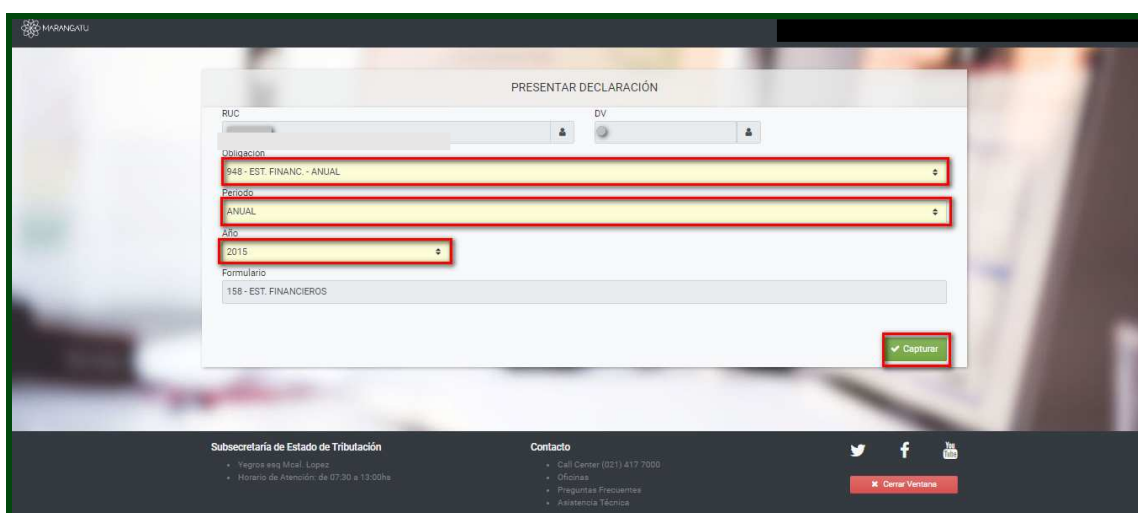 MARANGATU
PRESENTAR DECLARACIÓN
RUC DV
Obligación
948 - EST. FINANC. - ANUAL
Periodo
ANUAL
Año
2015
Formulario
158 - EST. FINANCIEROS
Capturar
Subsecretaría de Estado de Tributación
Yegros esq Mcal. Lopez
Horario de Atención: de 07:30 a 13:00hs
Contacto
Call Center (021) 417 7000
Oficinas
Preguntas Frecuentes
Asistencia Técnica
You
Tube
Cerrar Ventana